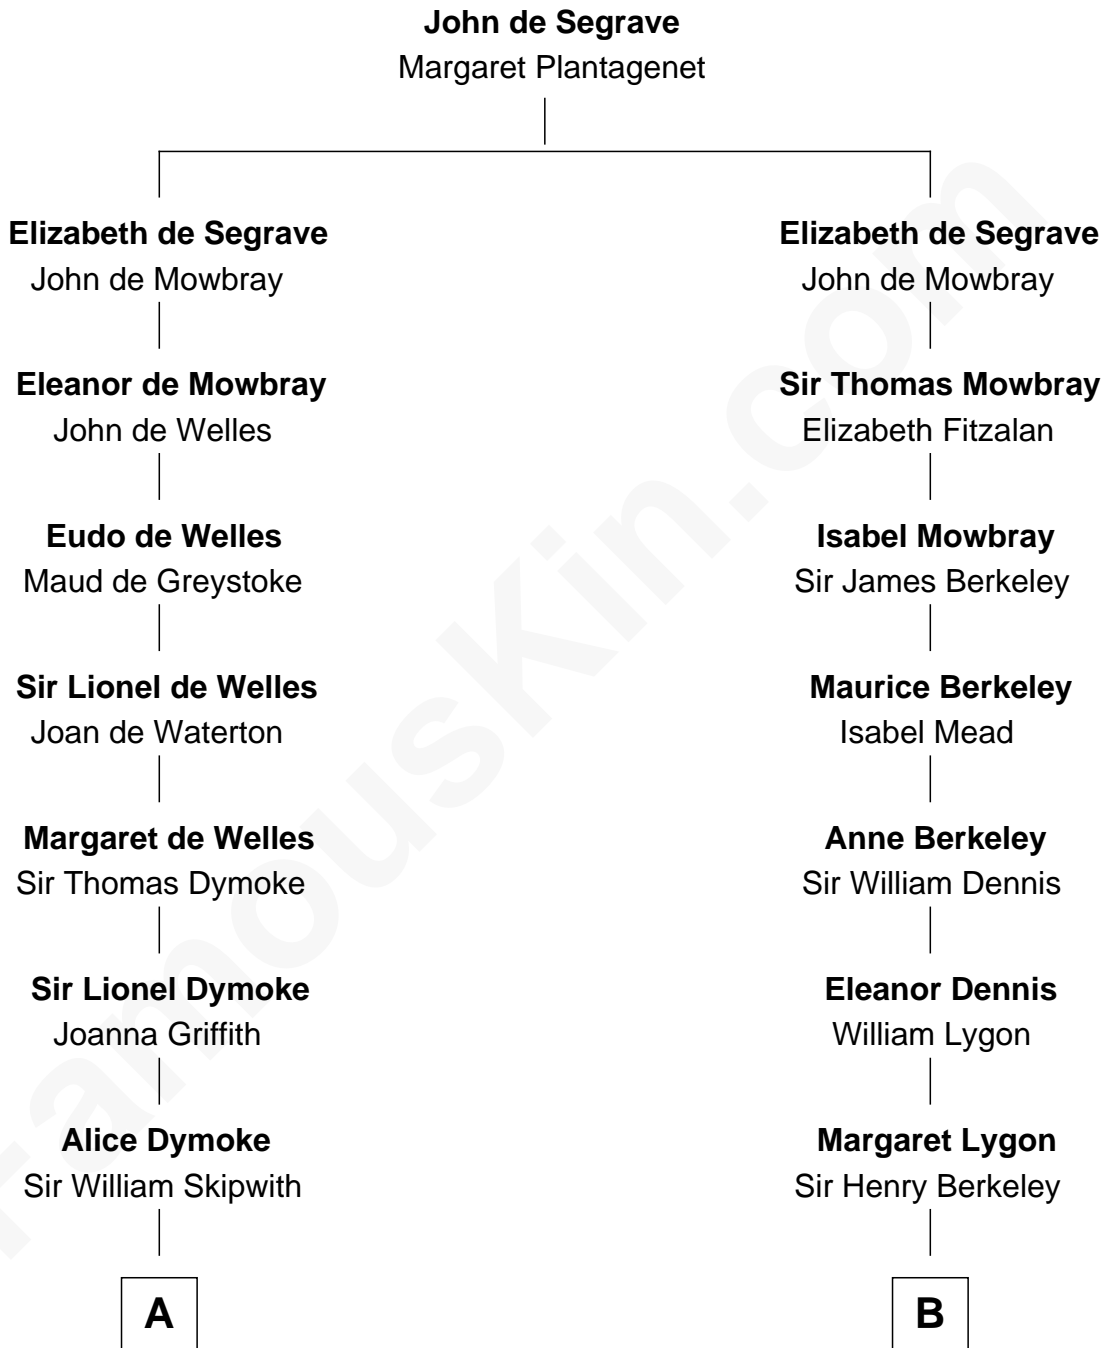 John de Segrave
Margaret Plantagenet
Elizabeth de Segrave
John de Mowbray
Eleanor de Mowbray
John de Welles
Eudo de Welles
Maud de Greystoke
Sir Lionel de Welles
Joan de Waterton
Margaret de Welles
Sir Thomas Dymoke
Sir Lionel Dymoke
Joanna Griffith
Alice Dymoke
Sir William Skipwith
A
Elizabeth de Segrave
John de Mowbray
Sir Thomas Mowbray
Elizabeth Fitzalan
Isabel Mowbray
Sir James Berkeley
Maurice Berkeley
Isabel Mead
Anne Berkeley
Sir William Dennis
Eleanor Dennis
William Lygon
Margaret Lygon
Sir Henry Berkeley
B
FamousKin.com